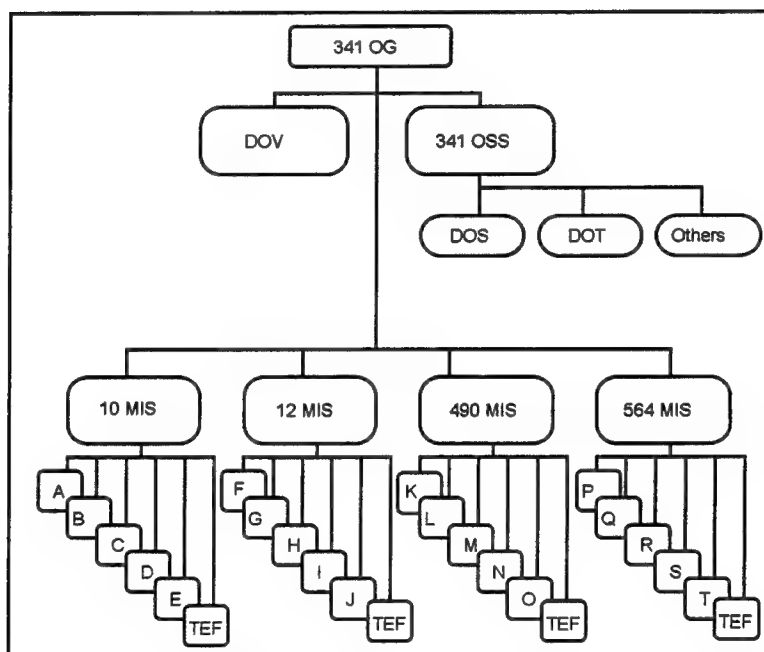 341 OG
DOV
341 OSS
DOS
DOT
Others
10 MIS
12 MIS
490 MIS
564 MIS
A
B
C
D
E
TEF
F
G
H
I
J
TEF
K
L
M
N
O
TEF
P
Q
R
S
T
TEF